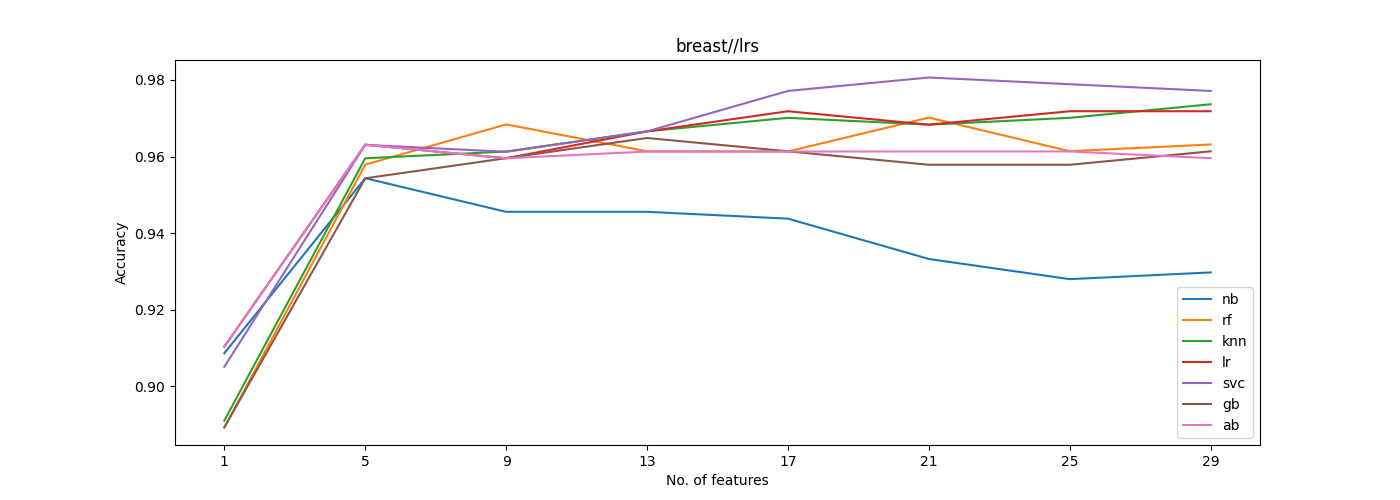 breast//lrs
Accuracy
0.98
0.96
0.94
0.92
0.90
nb
rf
knn
lr
svc
gb
ab
1 5 9 13 17 21 25 29
No. of features